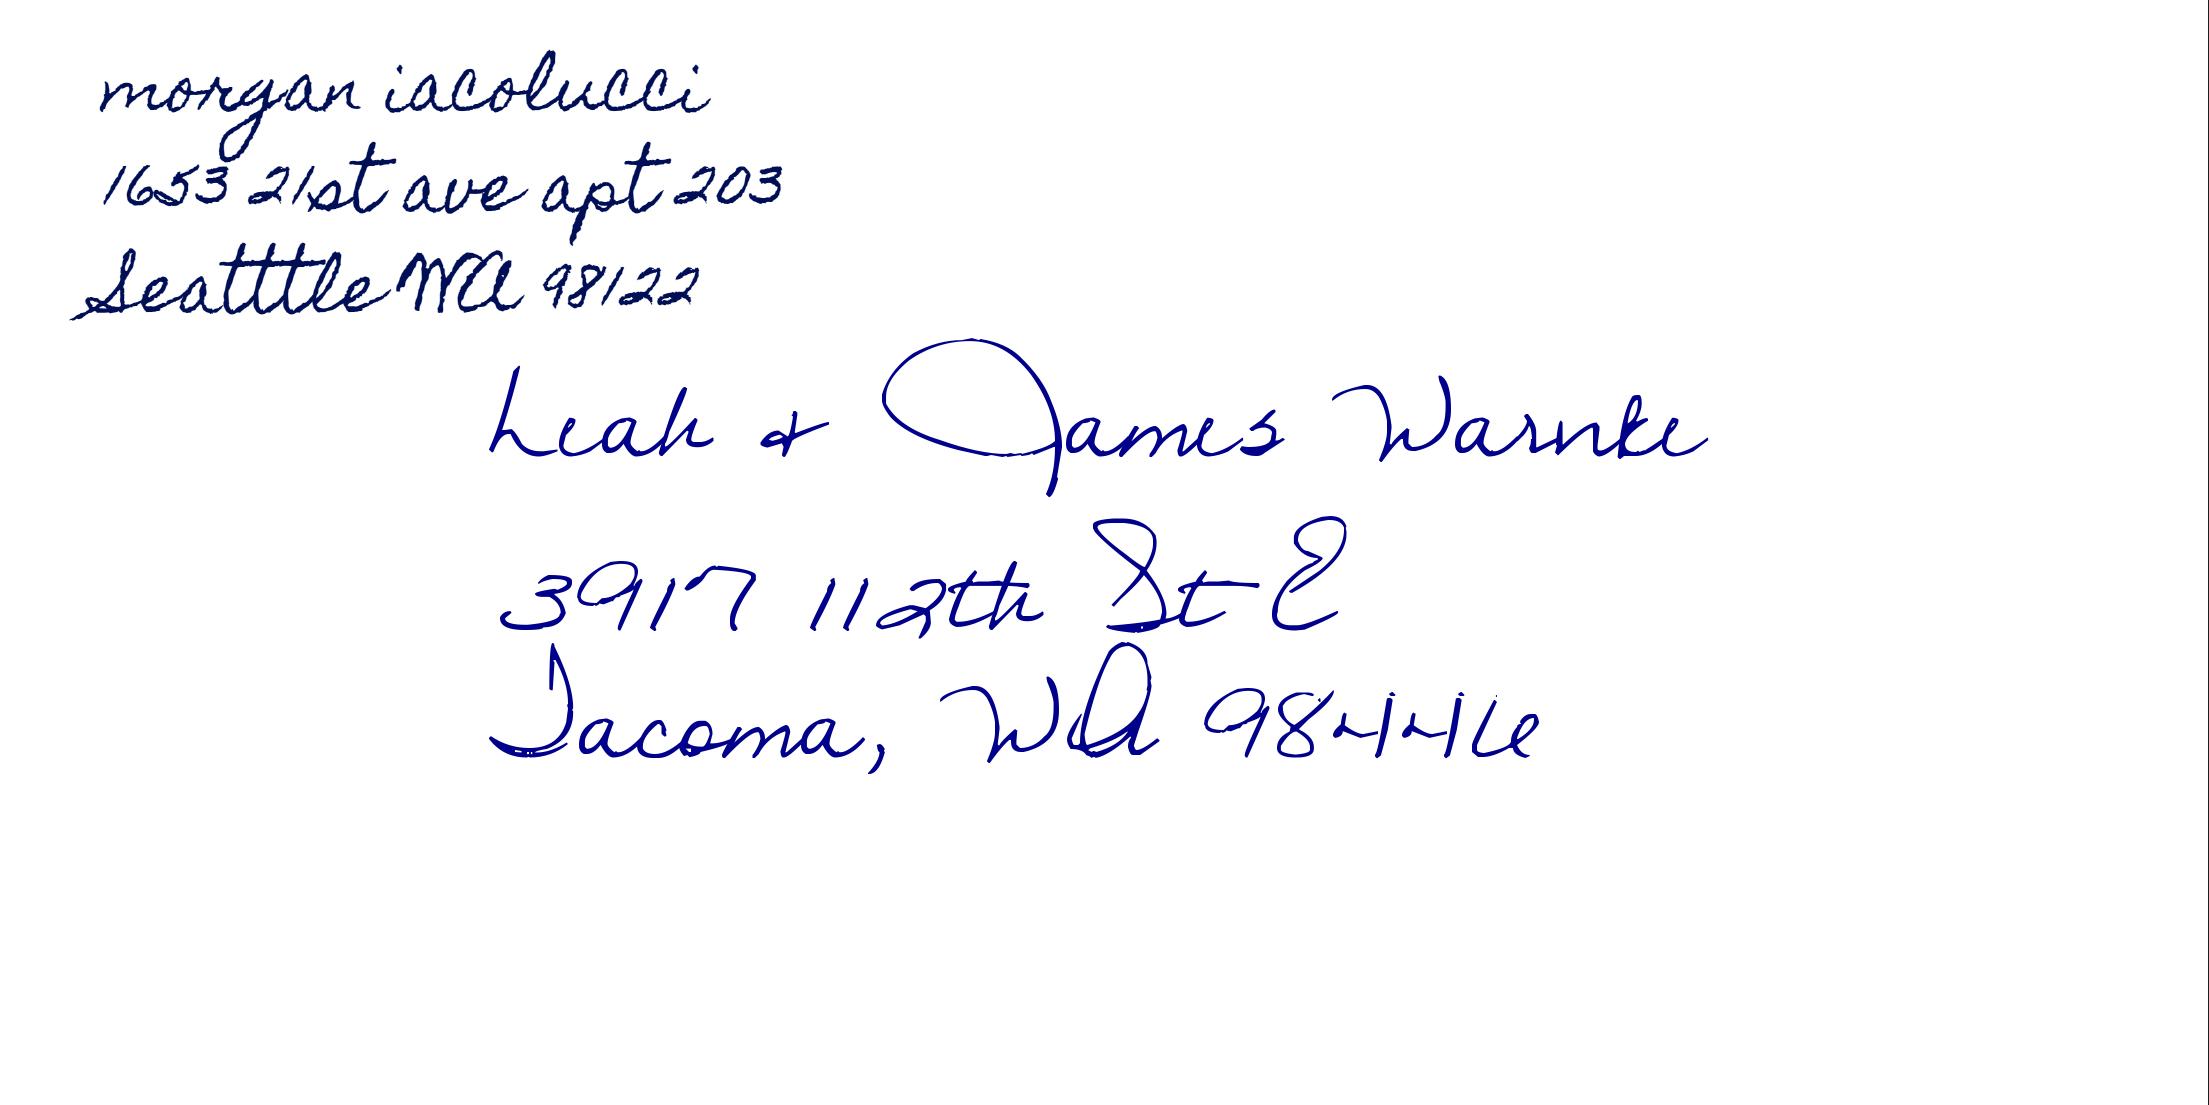 morgan iacolucci
1653 21st ave apt 203
Seatttle WA 98122
Leah & James Warnke
3917 112th St E
Tacoma, WA 98446